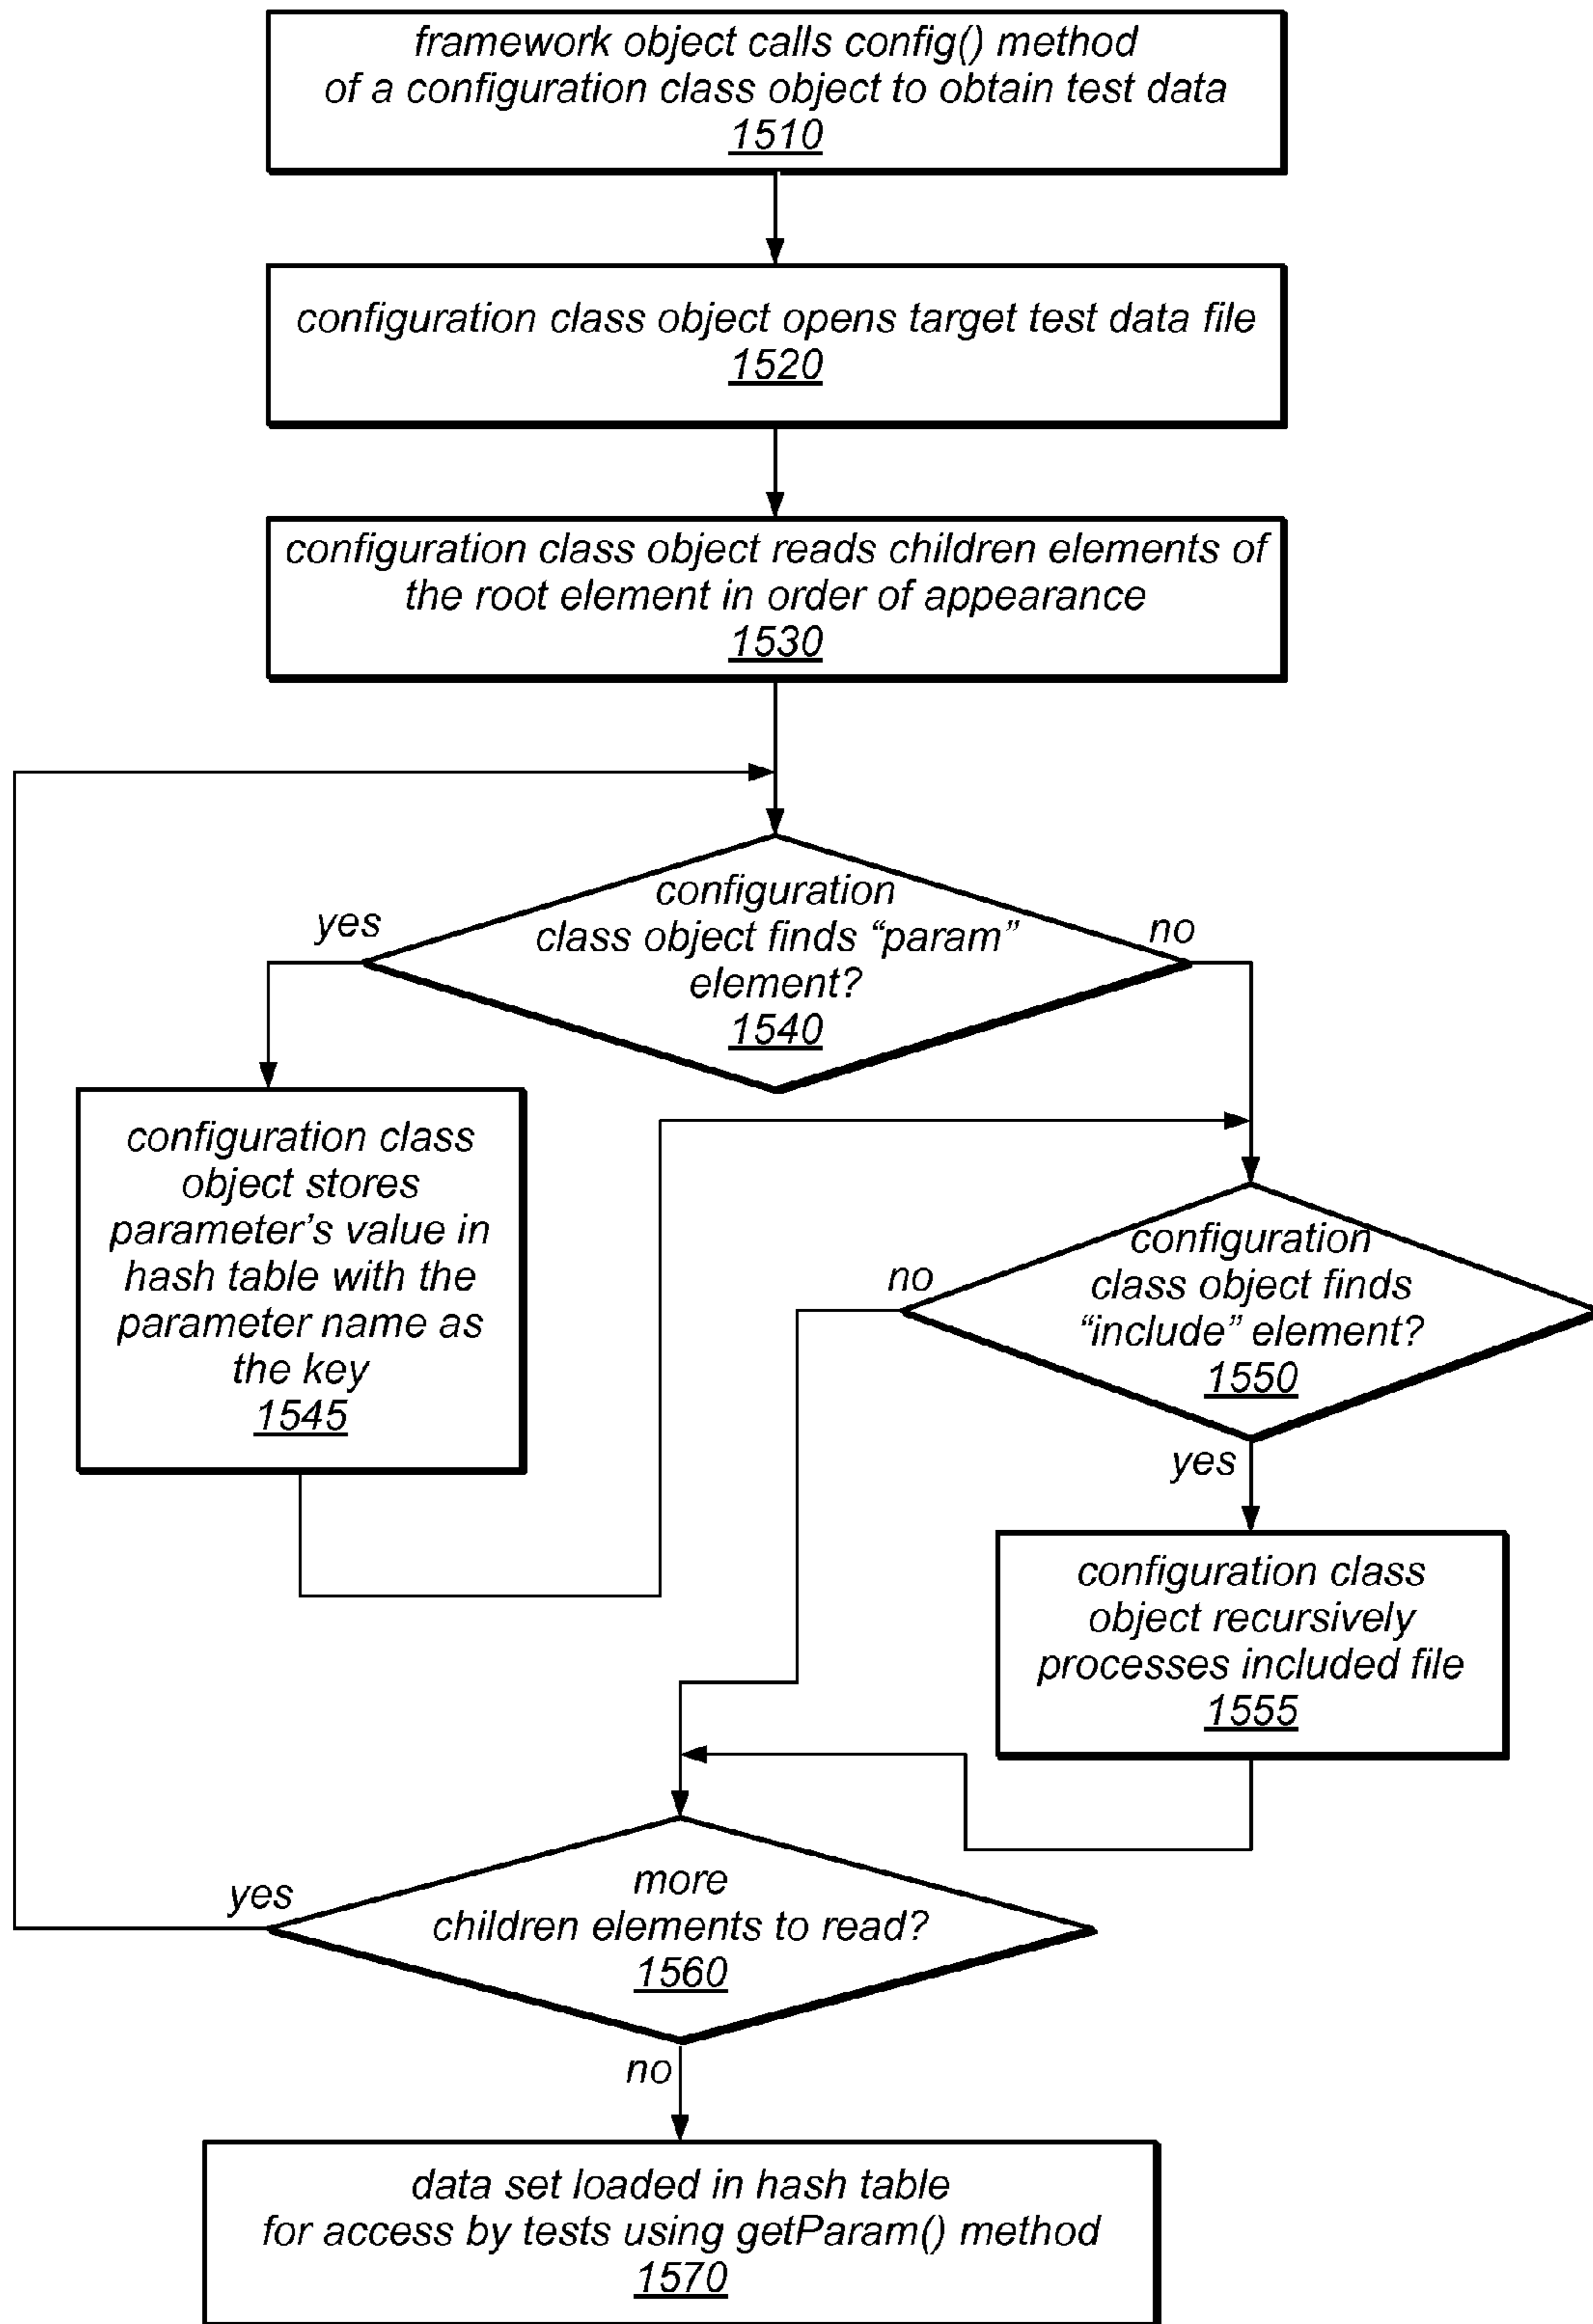 framework object calls config() method
of a configuration class object to obtain test data
1510
configuration class object opens target test data file
1520
configuration class object reads children elements of
the root element in order of appearance
1530
configuration
class object finds “param”
element?
1540
yes
no
configuration class
object stores
parameter’s value in
hash table with the
parameter name as
the key
1545
configuration
class object finds
“include” element?
1550
no
yes
configuration class
object recursively
processes included file
1555
more
children elements to read?
1560
yes
no
data set loaded in hash table
for access by tests using getParam() method
1570